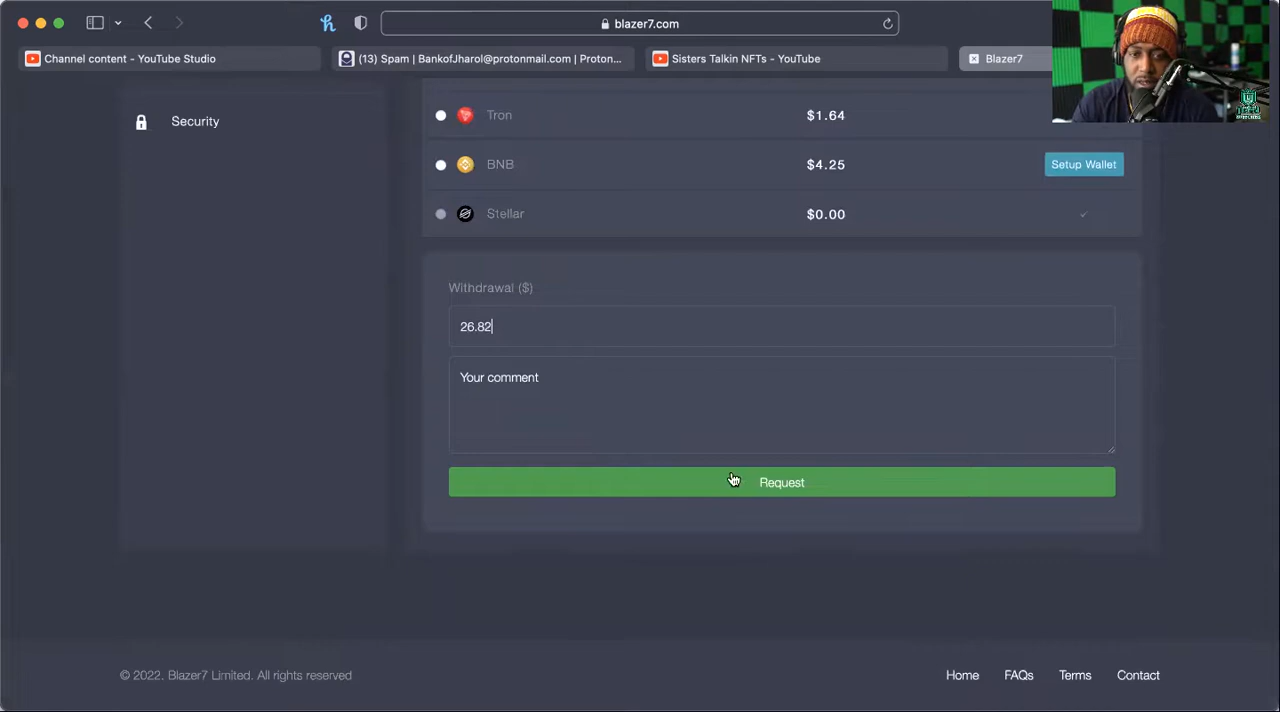 blazer7.com
Channel content - YouTube Studio
(13) Spam | BankofJharol@protonmail.com | Proton...
Sisters Talkin NFTs - YouTube
Blazer7
Security
Tron
$1.64
BNB
$4.25
Setup Wallet
Stellar
$0.00
Withdrawal ($)
26.82
Your comment
Request
© 2022. Blazer7 Limited. All rights reserved
Home
FAQs
Terms
Contact